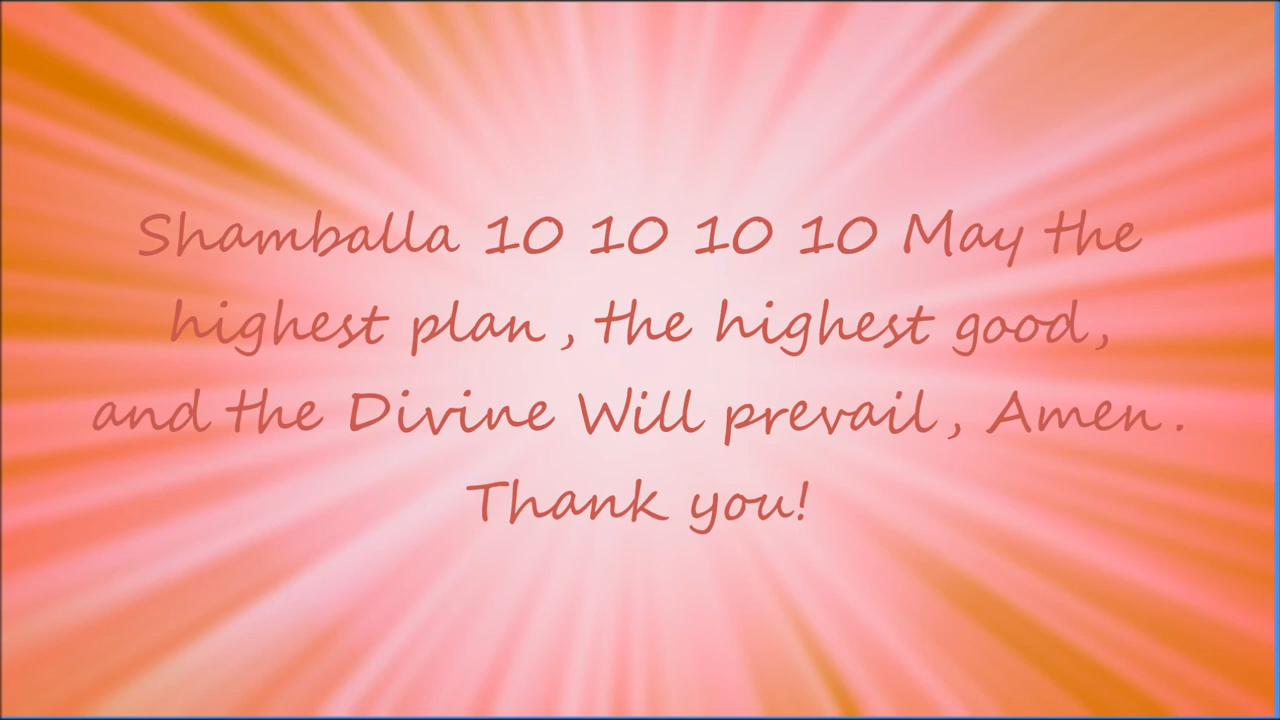 Shamballa 10 10 10 10 May the
highest plan , the highest good,
and the Divine Will prevail, Amen.
Thank you!